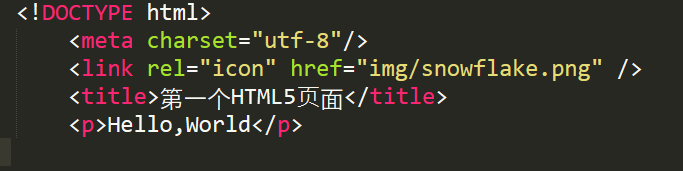 <!DOCTYPE html>
<meta charset="utf-8"/>
<link rel="icon" href="img/snowflake.png" />
<title>第一个HTML5页面</title>
<p>Hello,World</p>